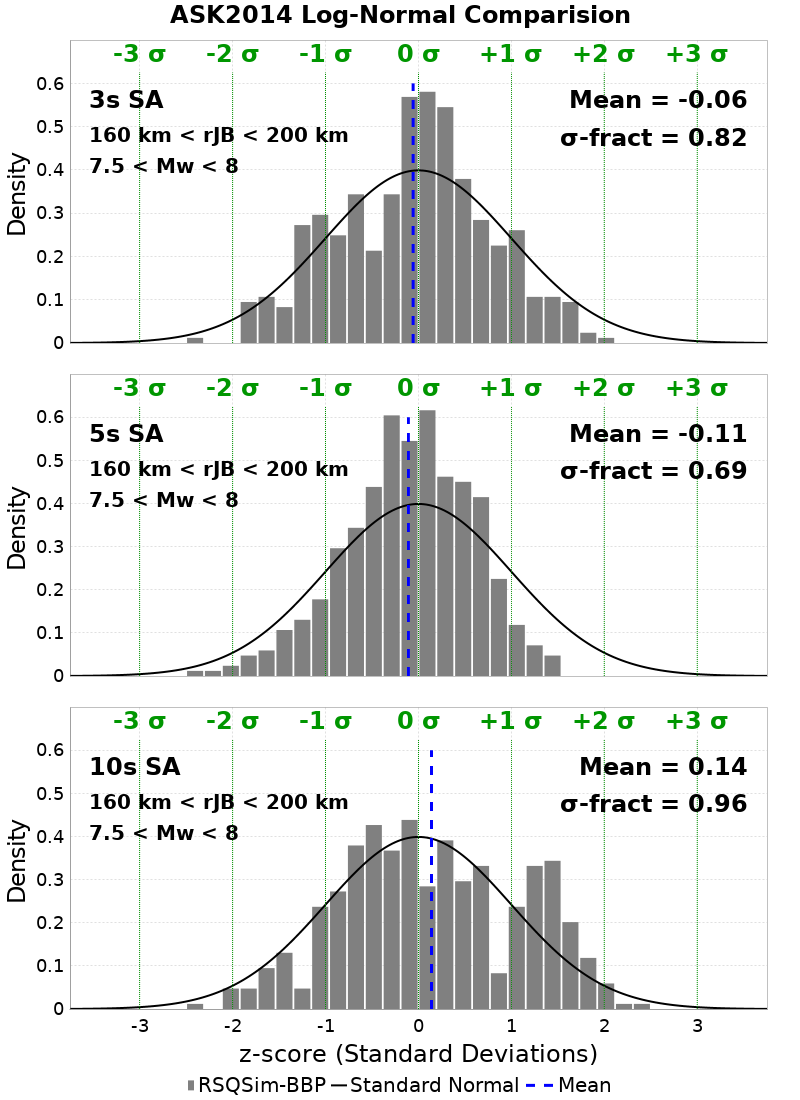 ASK2014 Log-Normal Comparision
-3 σ -2 σ -1 σ 0 σ +1 σ +2 σ +3 σ
3s SA
160 km < rJB < 200 km
7.5 < Mw < 8
Mean = -0.06
σ-fract = 0.82
Density
0.6
0.5
0.4
0.3
0.2
0.1
0
-3 σ -2 σ -1 σ 0 σ +1 σ +2 σ +3 σ
5s SA
160 km < rJB < 200 km
7.5 < Mw < 8
Mean = -0.11
σ-fract = 0.69
Density
0.6
0.5
0.4
0.3
0.2
0.1
0
-3 σ -2 σ -1 σ 0 σ +1 σ +2 σ +3 σ
10s SA
160 km < rJB < 200 km
7.5 < Mw < 8
Mean = 0.14
σ-fract = 0.96
Density
0.6
0.5
0.4
0.3
0.2
0.1
0
-3 -2 -1 0 1 2 3
z-score (Standard Deviations)
RSQSim-BBP Standard Normal Mean